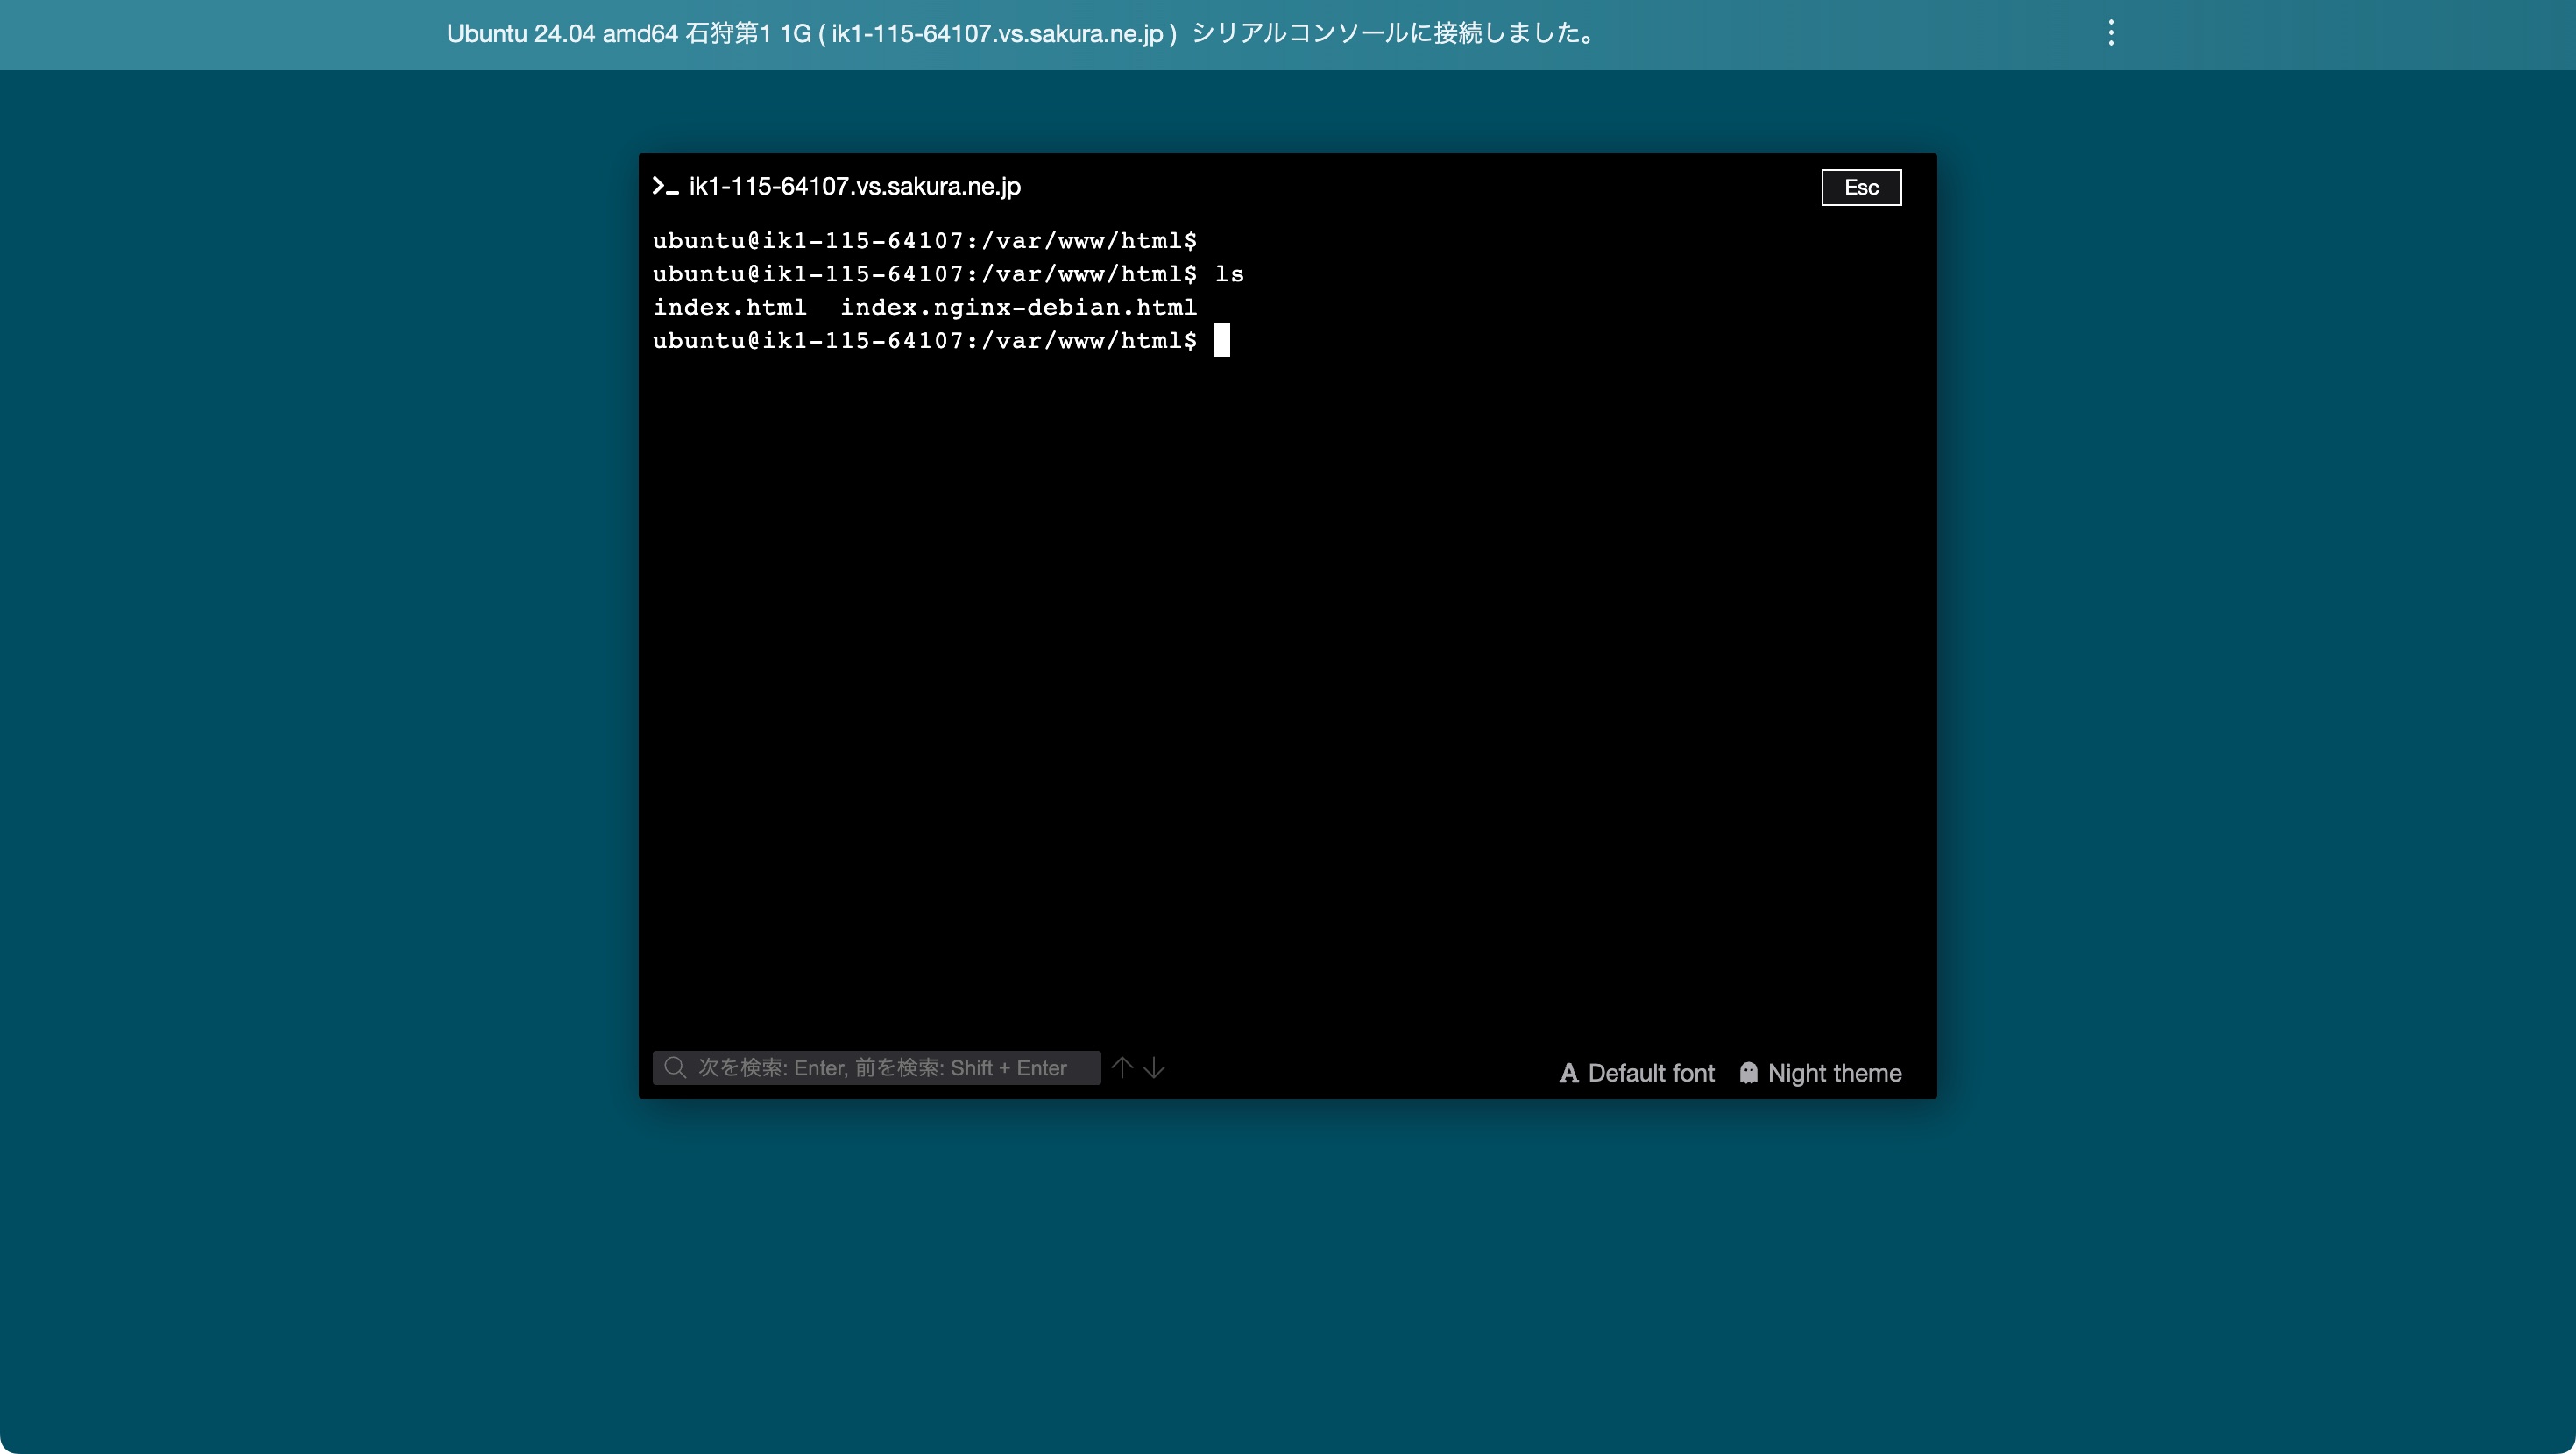 Ubuntu 24.04 amd64 石狩第1 1G ( ik1-115-64107.vs.sakura.ne.jp ) シリアルコンソールに接続しました。
ik1-115-64107.vs.sakura.ne.jp
Esc
ubuntu@ik1-115-64107:/var/www/html$
ubuntu@ik1-115-64107:/var/www/html$ ls
index.html  index.nginx-debian.html
ubuntu@ik1-115-64107:/var/www/html$
次を検索: Enter, 前を検索: Shift + Enter
Default font
Night theme